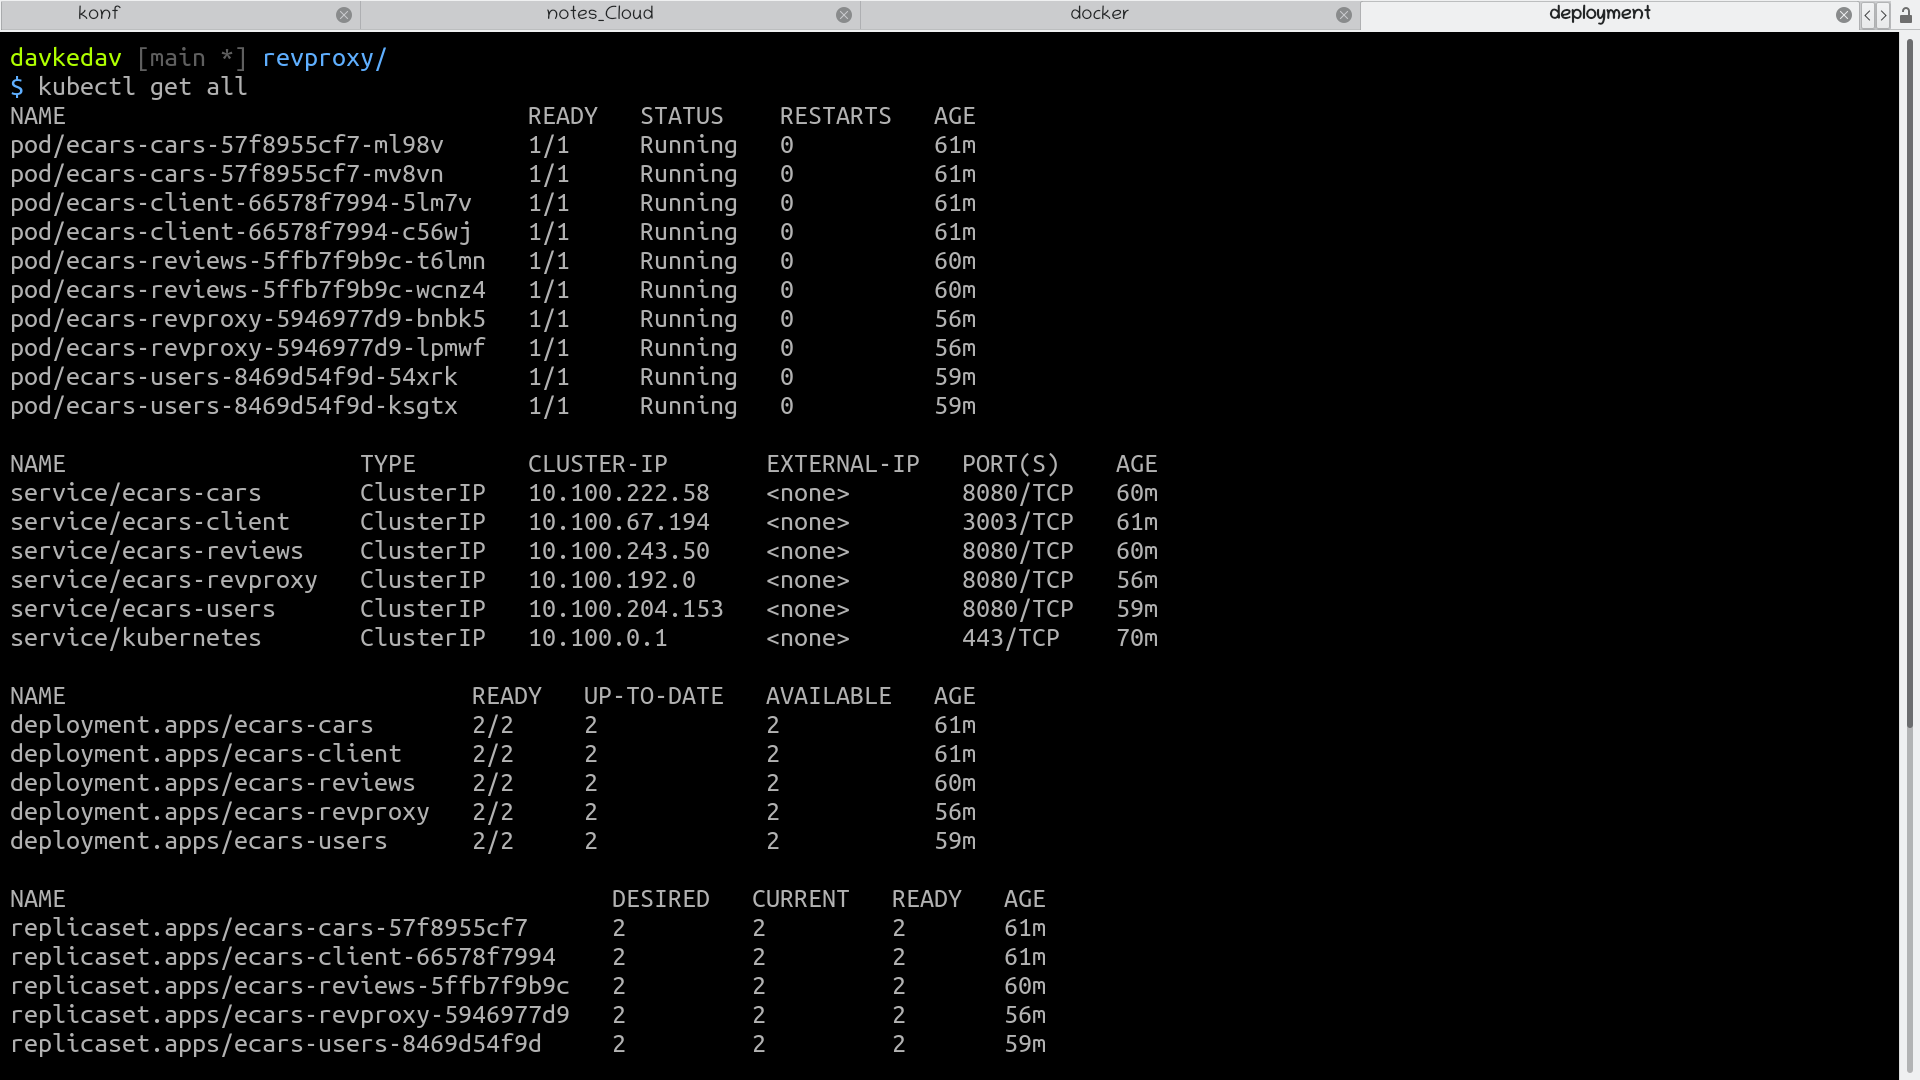 konf notes_Cloud docker deployment
davkedav [main *] revproxy/
$ kubectl get all
NAME READY STATUS RESTARTS AGE
pod/ecars-cars-57f8955cf7-ml98v 1/1 Running 0 61m
pod/ecars-cars-57f8955cf7-mv8vn 1/1 Running 0 61m
pod/ecars-client-66578f7994-5lm7v 1/1 Running 0 61m
pod/ecars-client-66578f7994-c56wj 1/1 Running 0 61m
pod/ecars-reviews-5ffb7f9b9c-t6lmn 1/1 Running 0 60m
pod/ecars-reviews-5ffb7f9b9c-wcnz4 1/1 Running 0 60m
pod/ecars-revproxy-5946977d9-bnbk5 1/1 Running 0 56m
pod/ecars-revproxy-5946977d9-lpmwf 1/1 Running 0 56m
pod/ecars-users-8469d54f9d-54xrk 1/1 Running 0 59m
pod/ecars-users-8469d54f9d-ksgtx 1/1 Running 0 59m
NAME TYPE CLUSTER-IP EXTERNAL-IP PORT(S) AGE
service/ecars-cars ClusterIP 10.100.222.58 <none> 8080/TCP 60m
service/ecars-client ClusterIP 10.100.67.194 <none> 3003/TCP 61m
service/ecars-reviews ClusterIP 10.100.243.50 <none> 8080/TCP 60m
service/ecars-revproxy ClusterIP 10.100.192.0 <none> 8080/TCP 56m
service/ecars-users ClusterIP 10.100.204.153 <none> 8080/TCP 59m
service/kubernetes ClusterIP 10.100.0.1 <none> 443/TCP 70m
NAME READY UP-TO-DATE AVAILABLE AGE
deployment.apps/ecars-cars 2/2 2 2 61m
deployment.apps/ecars-client 2/2 2 2 61m
deployment.apps/ecars-reviews 2/2 2 2 60m
deployment.apps/ecars-revproxy 2/2 2 2 56m
deployment.apps/ecars-users 2/2 2 2 59m
NAME DESIRED CURRENT READY AGE
replicaset.apps/ecars-cars-57f8955cf7 2 2 2 61m
replicaset.apps/ecars-client-66578f7994 2 2 2 61m
replicaset.apps/ecars-reviews-5ffb7f9b9c 2 2 2 60m
replicaset.apps/ecars-revproxy-5946977d9 2 2 2 56m
replicaset.apps/ecars-users-8469d54f9d 2 2 2 59m